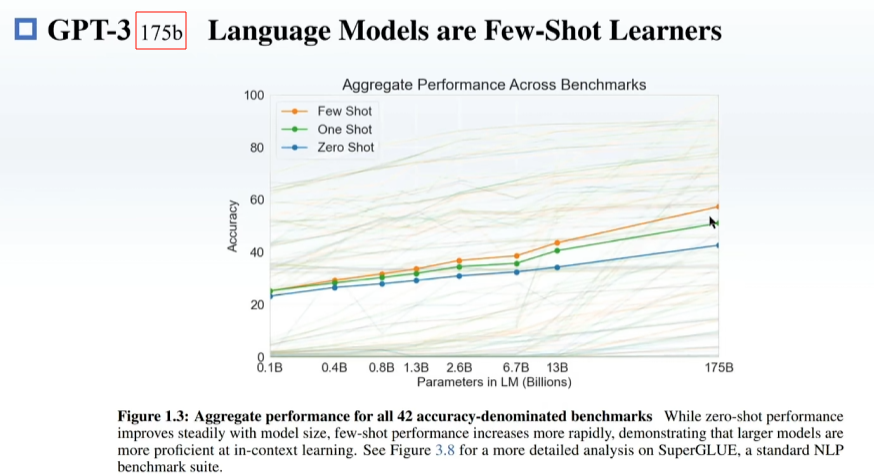 GPT-3 175b Language Models are Few-Shot Learners
Aggregate Performance Across Benchmarks
100
Few Shot
One Shot
80
Zero Shot
60
Accuracy
40
20
0
0.1B 0.4B 0.8B 1.3B 2.6B 6.7B 13B 175B
Parameters in LM (Billions)
Figure 1.3: Aggregate performance for all 42 accuracy-denominated benchmarks While zero-shot performance
improves steadily with model size, few-shot performance increases more rapidly, demonstrating that larger models are
more proficient at in-context learning. See Figure 3.8 for a more detailed analysis on SuperGLUE, a standard NLP
benchmark suite.